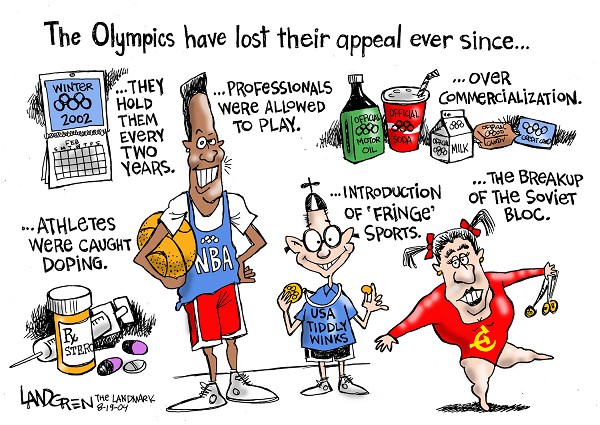 The Olympics have lost their appeal ever since...
WINTER
2002
FEB
S M T W T F S
...THEY
HOLD
THEM
EVERY
TWO
YEARS.
...PROFESSIONALS
WERE ALLOWED
TO PLAY.
...OVER
COMMERCIALIZATION.
OFFICIAL
MOTOR
OIL
OFFICIAL
SODA
OFFICIAL
MILK
OFFICIAL
CANDY
CREDIT CARD
...ATHLETES
WERE CAUGHT
DOPING.
NBA
...INTRODUCTION
OF 'FRINGE'
SPORTS.
USA
TIDDLY
WINKS
...THE BREAKUP
OF THE SOVIET
BLOC.
Rx
STER
LANDGREN
THE LANDMARK
8-19-04